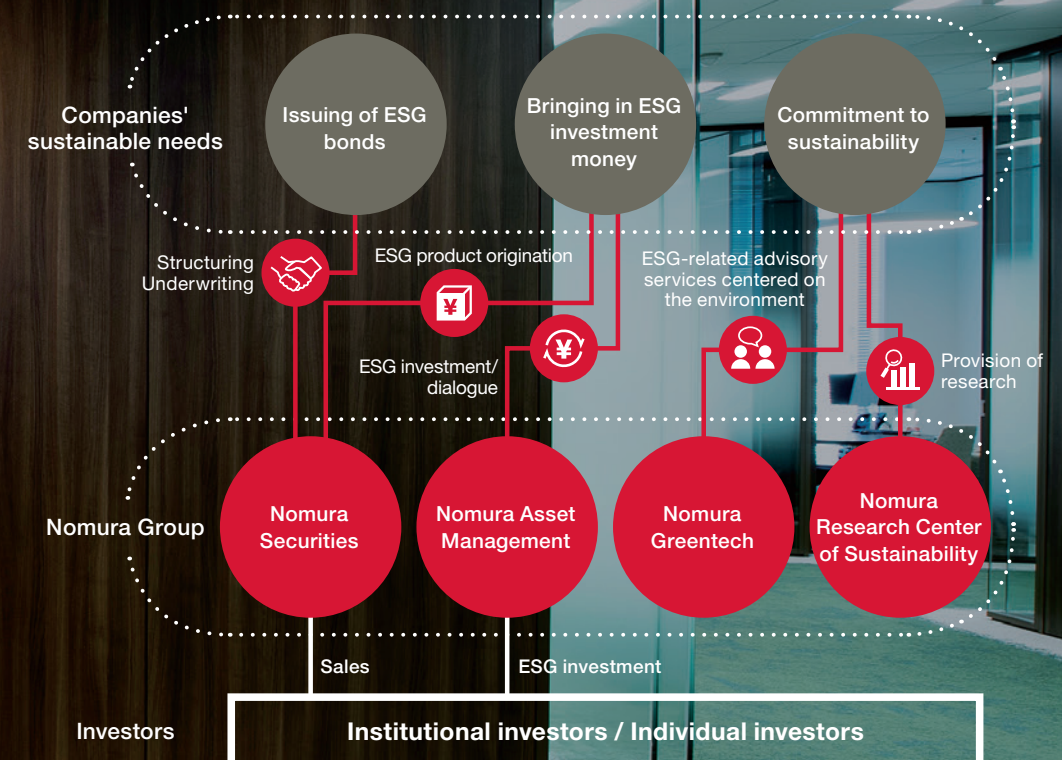 Companies'
sustainable needs
Issuing of ESG
bonds
Bringing in ESG
investment
money
Commitment to
sustainability
Structuring
Underwriting
ESG product origination
¥
ESG investment/
dialogue
¥
ESG-related advisory
services centered on
the environment
Provision of
research
Nomura Group
Nomura
Securities
Nomura Asset
Management
Nomura
Greentech
Nomura
Research Center
of Sustainability
Sales
ESG investment
Investors
Institutional investors / Individual investors